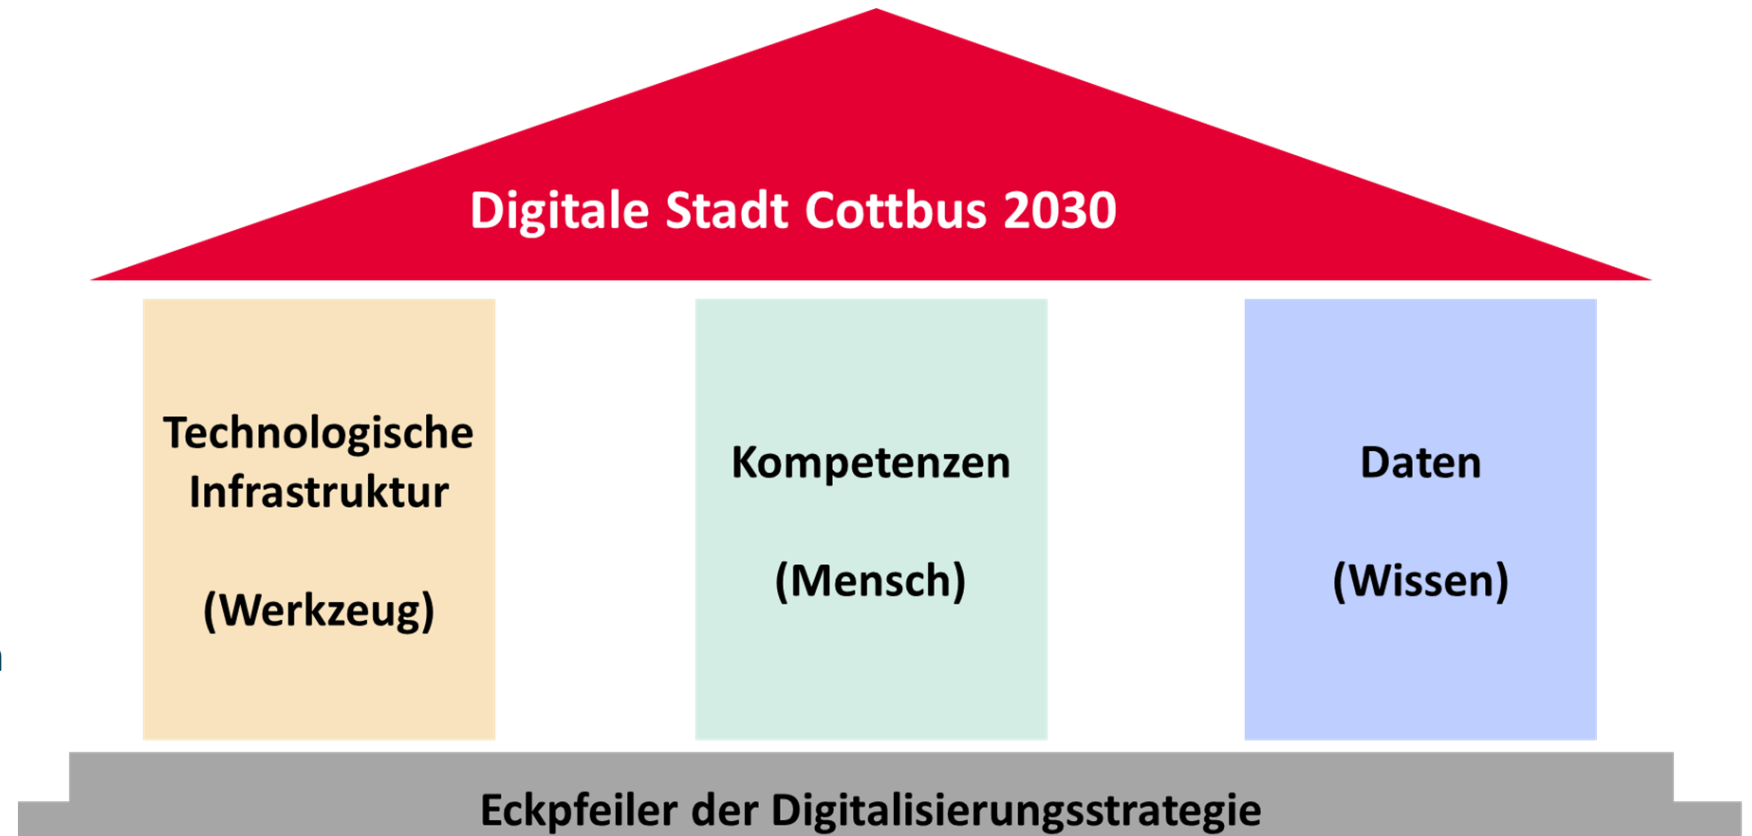 Digitale Stadt Cottbus 2030
Technologische
Infrastruktur
(Werkzeug)
Kompetenzen
(Mensch)
Daten
(Wissen)
Eckpfeiler der Digitalisierungsstrategie